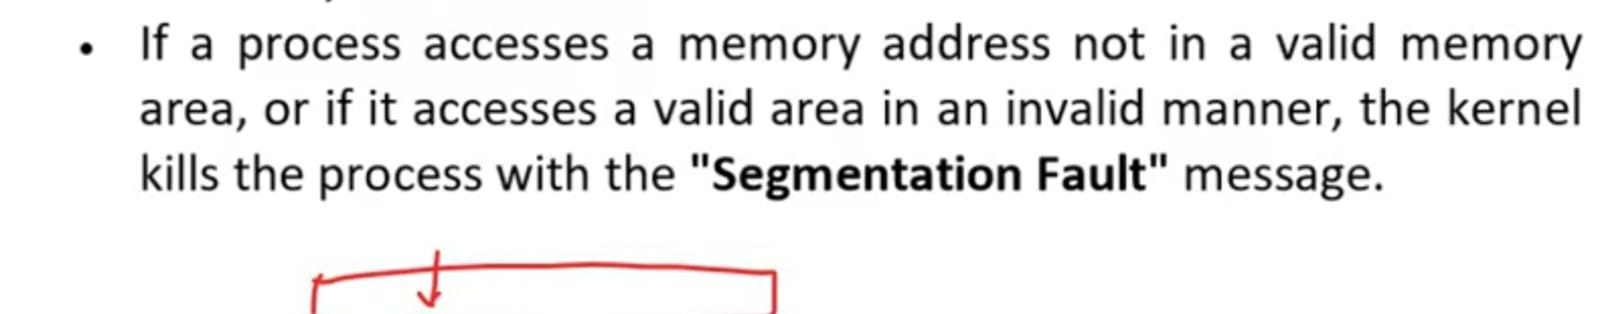 • If a process accesses a memory address not in a valid memory
area, or if it accesses a valid area in an invalid manner, the kernel
kills the process with the "Segmentation Fault" message.